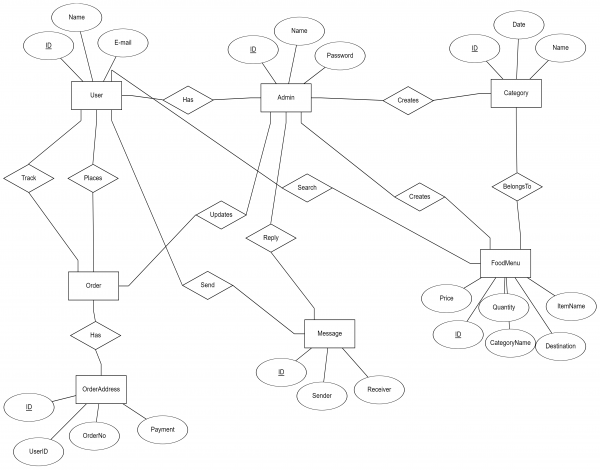 Name
Name
Date
ID
E-mail
ID
Password
ID
Name
User
Has
Admin
Creates
Category
Track
Places
Search
Creates
BelongsTo
Updates
Reply
FoodMenu
Order
Send
Price
Quantity
ItemName
Has
Message
ID
CategoryName
Destination
OrderAddress
ID
Sender
Receiver
ID
UserID
OrderNo
Payment